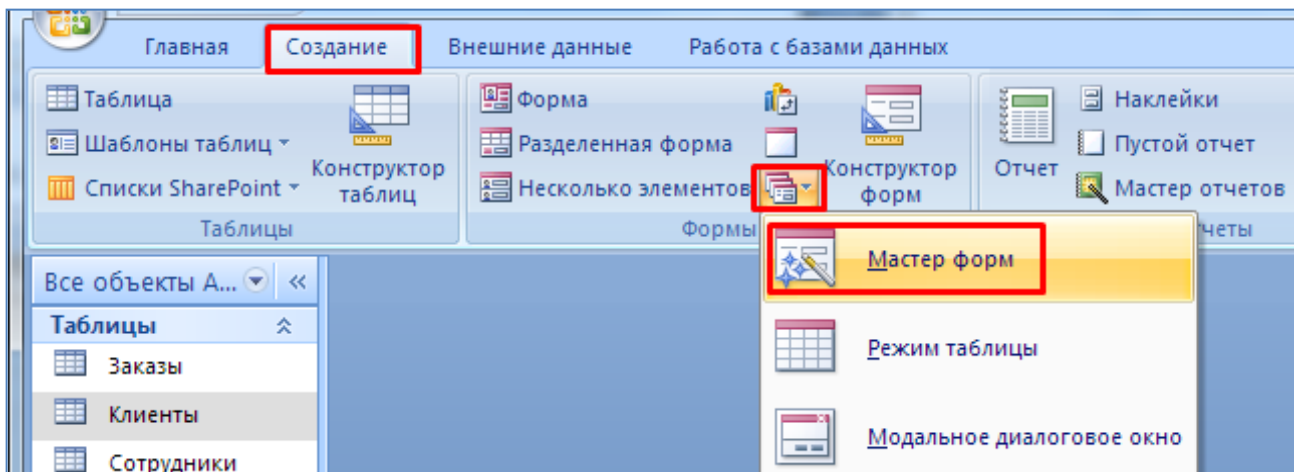 Главная Создание Внешние данные Работа с базами данных
Таблица
Шаблоны таблиц
Списки SharePoint
Конструктор
таблиц
Таблицы
Форма
Разделенная форма
Несколько элементов
Конструктор
форм
Формы
Отчет
Наклейки
Пустой отчет
Мастер отчетов
четы
Мастер форм
Режим таблицы
Модальное диалоговое окно
Все объекты A...
Таблицы
Заказы
Клиенты
Сотрудники